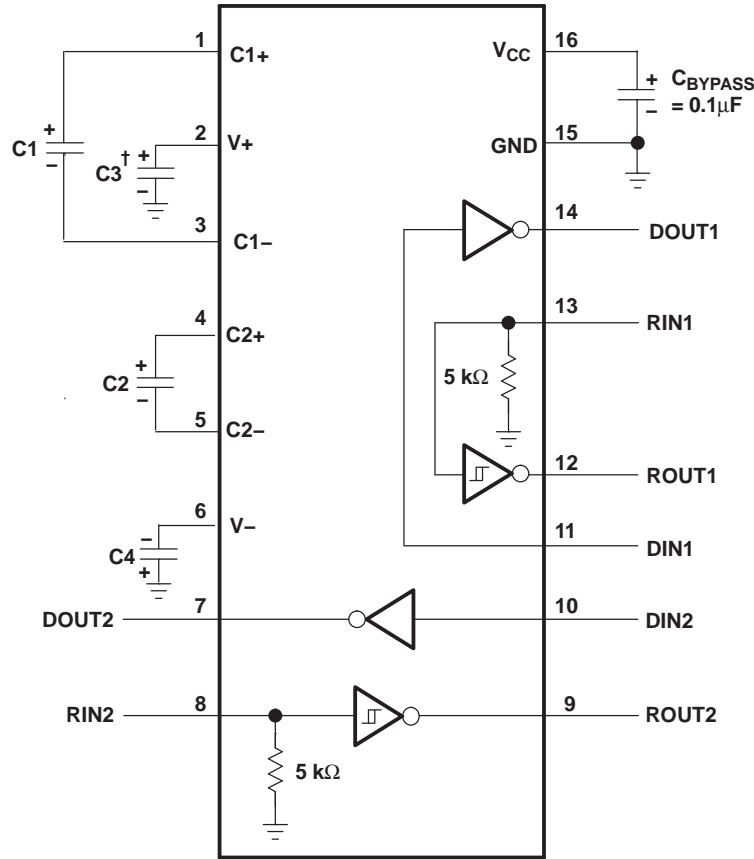 1
C1+
C1
+
−
2
V+
C3†
+
−
3
C1−
4
C2+
C2
+
−
5
C2−
6
V−
C4
−
+
DOUT2
7
RIN2
8
5 kΩ
VCC
16
+
−
CBYPASS
= 0.1μF
GND
15
14
DOUT1
13
RIN1
5 kΩ
12
ROUT1
11
DIN1
10
DIN2
9
ROUT2